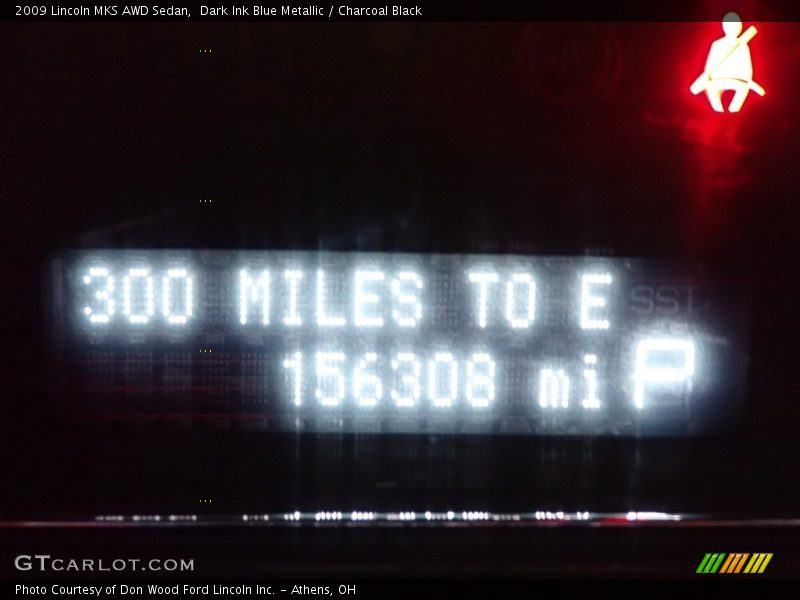 2009 Lincoln MKS AWD Sedan,  Dark Ink Blue Metallic / Charcoal Black
300 MILES TO E
156308 mi P
GTCARLOT.COM
Photo Courtesy of Don Wood Ford Lincoln Inc. - Athens, OH